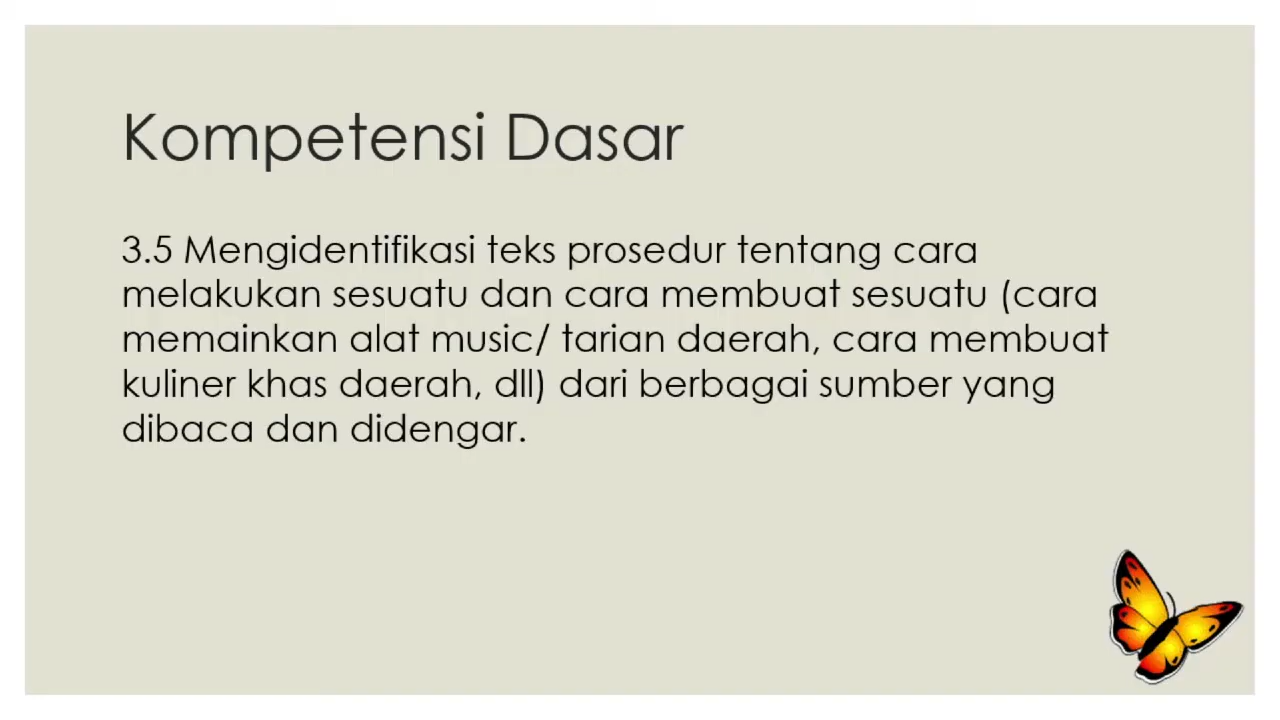 Kompetensi Dasar
3.5 Mengidentifikasi teks prosedur tentang cara
melakukan sesuatu dan cara membuat sesuatu (cara
memainkan alat music/ tarian daerah, cara membuat
kuliner khas daerah, dll) dari berbagai sumber yang
dibaca dan didengar.